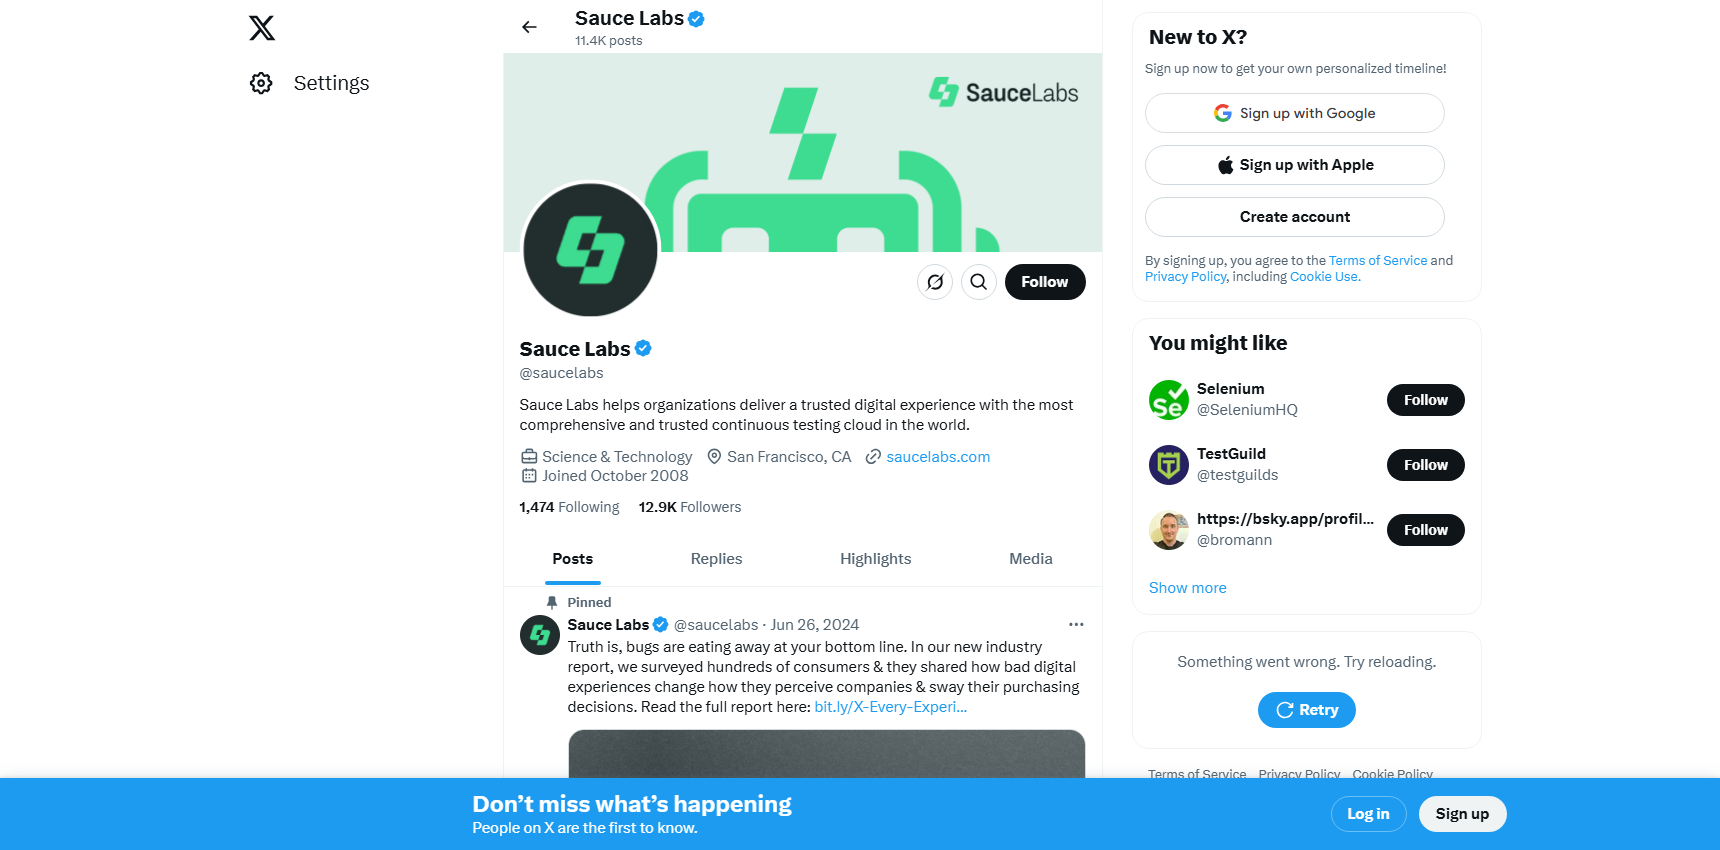 Settings
Sauce Labs
11.4K posts
SauceLabs
Follow
Sauce Labs
@saucelabs
Sauce Labs helps organizations deliver a trusted digital experience with the most
comprehensive and trusted continuous testing cloud in the world.
Science & Technology San Francisco, CA saucelabs.com
Joined October 2008
1,474 Following 12.9K Followers
Posts Replies Highlights Media
Pinned
Sauce Labs @saucelabs · Jun 26, 2024
Truth is, bugs are eating away at your bottom line. In our new industry
report, we surveyed hundreds of consumers & they shared how bad digital
experiences change how they perceive companies & sway their purchasing
decisions. Read the full report here: bit.ly/X-Every-Experi…
New to X?
Sign up now to get your own personalized timeline!
Sign up with Google
Sign up with Apple
Create account
By signing up, you agree to the Terms of Service and
Privacy Policy, including Cookie Use.
You might like
Selenium
@SeleniumHQ
Follow
TestGuild
@testguilds
Follow
https://bsky.app/profil...
@bromann
Follow
Show more
Something went wrong. Try reloading.
Retry
Terms of Service Privacy Policy Cookie Policy
Don’t miss what’s happening
People on X are the first to know.
Log in Sign up